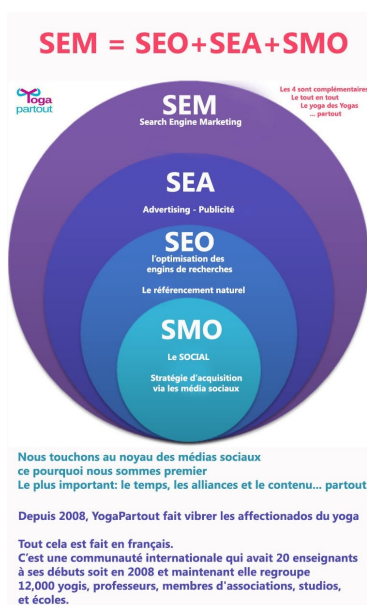 SEM = SEO+SEA+SMO
Yoga
partout
Les 4 sont complémentaires
Le tout en tout
Le yoga des Yogas
... partout
SEM
Search Engine Marketing
SEA
Advertising - Publicité
SEO
l'optimisation des
engins de recherches
Le référencement naturel
SMO
Le SOCIAL
Stratégie d'acquisition
via les média sociaux
Nous touchons au noyau des médias sociaux
ce pourquoi nous sommes premier
Le plus important: le temps, les alliances et le contenu... partout
Depuis 2008, YogaPartout fait vibrer les affectionados du yoga
Tout cela est fait en français.
C'est une communauté internationale qui avait 20 enseignants
à ses débuts soit en 2008 et maintenant elle regroupe
12,000 yogis, professeurs, membres d'associations, studios,
et écoles.